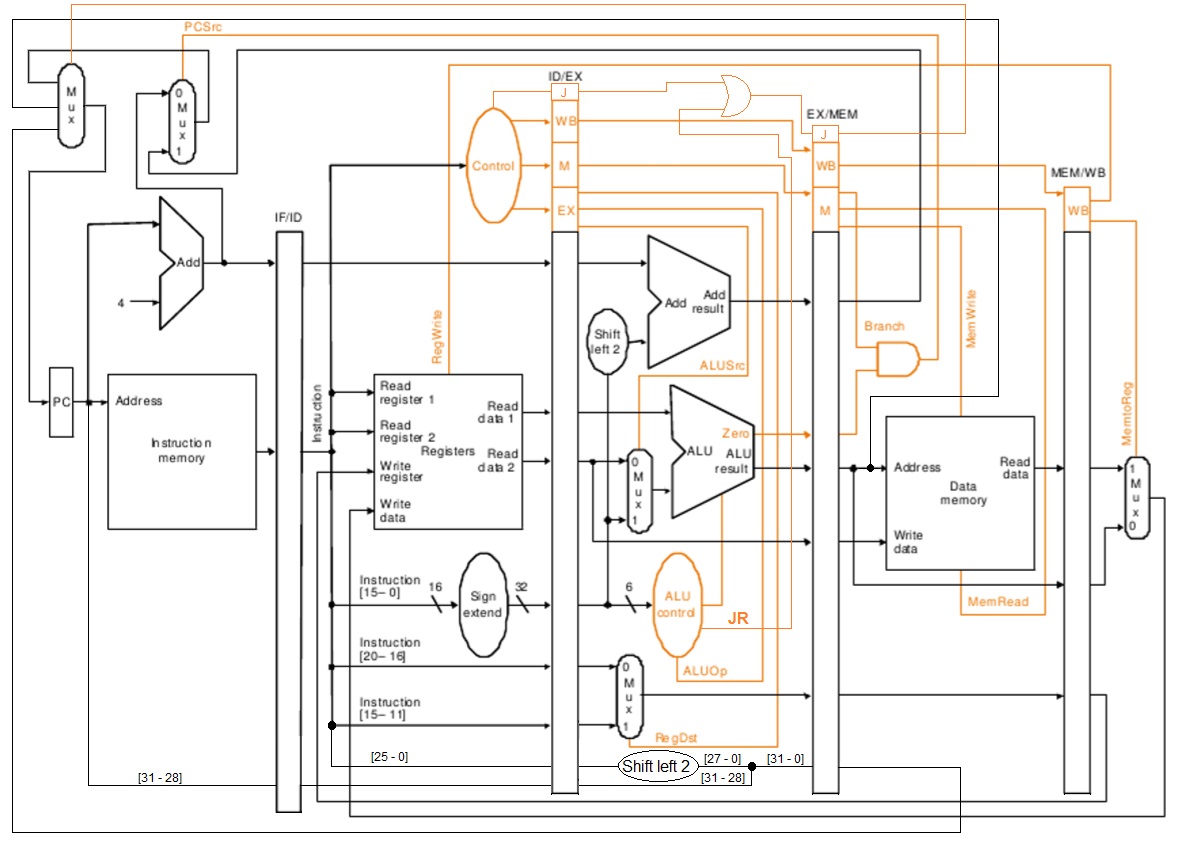 PCSrc
ID/EX
EX/MEM
MEM/WB
IF/ID
M
u
x
0
M
u
x
1
J
WB
M
EX
Control
J
WB
M
WB
Add
4
Shift
left 2
Add
Add
result
RegWrite
ALUSrc
Branch
MemWrite
MemtoReg
PC
Address
Instruction
memory
Instruction
Read
register 1
Read
register 2
Write
register
Write
data
Registers
Read
data 1
Read
data 2
0
M
u
x
1
Zero
ALU
ALU
result
Address
Read
data
Data
memory
Write
data
1
M
u
x
0
Instruction
[15– 0]
16
Sign
extend
32
6
ALU
control
JR
MemRead
ALUOp
Instruction
[20– 16]
Instruction
[15– 11]
0
M
u
x
1
RegDst
[25 - 0]
Shift left 2
[27 - 0]
[31 - 0]
[31 - 28]
[31 - 28]